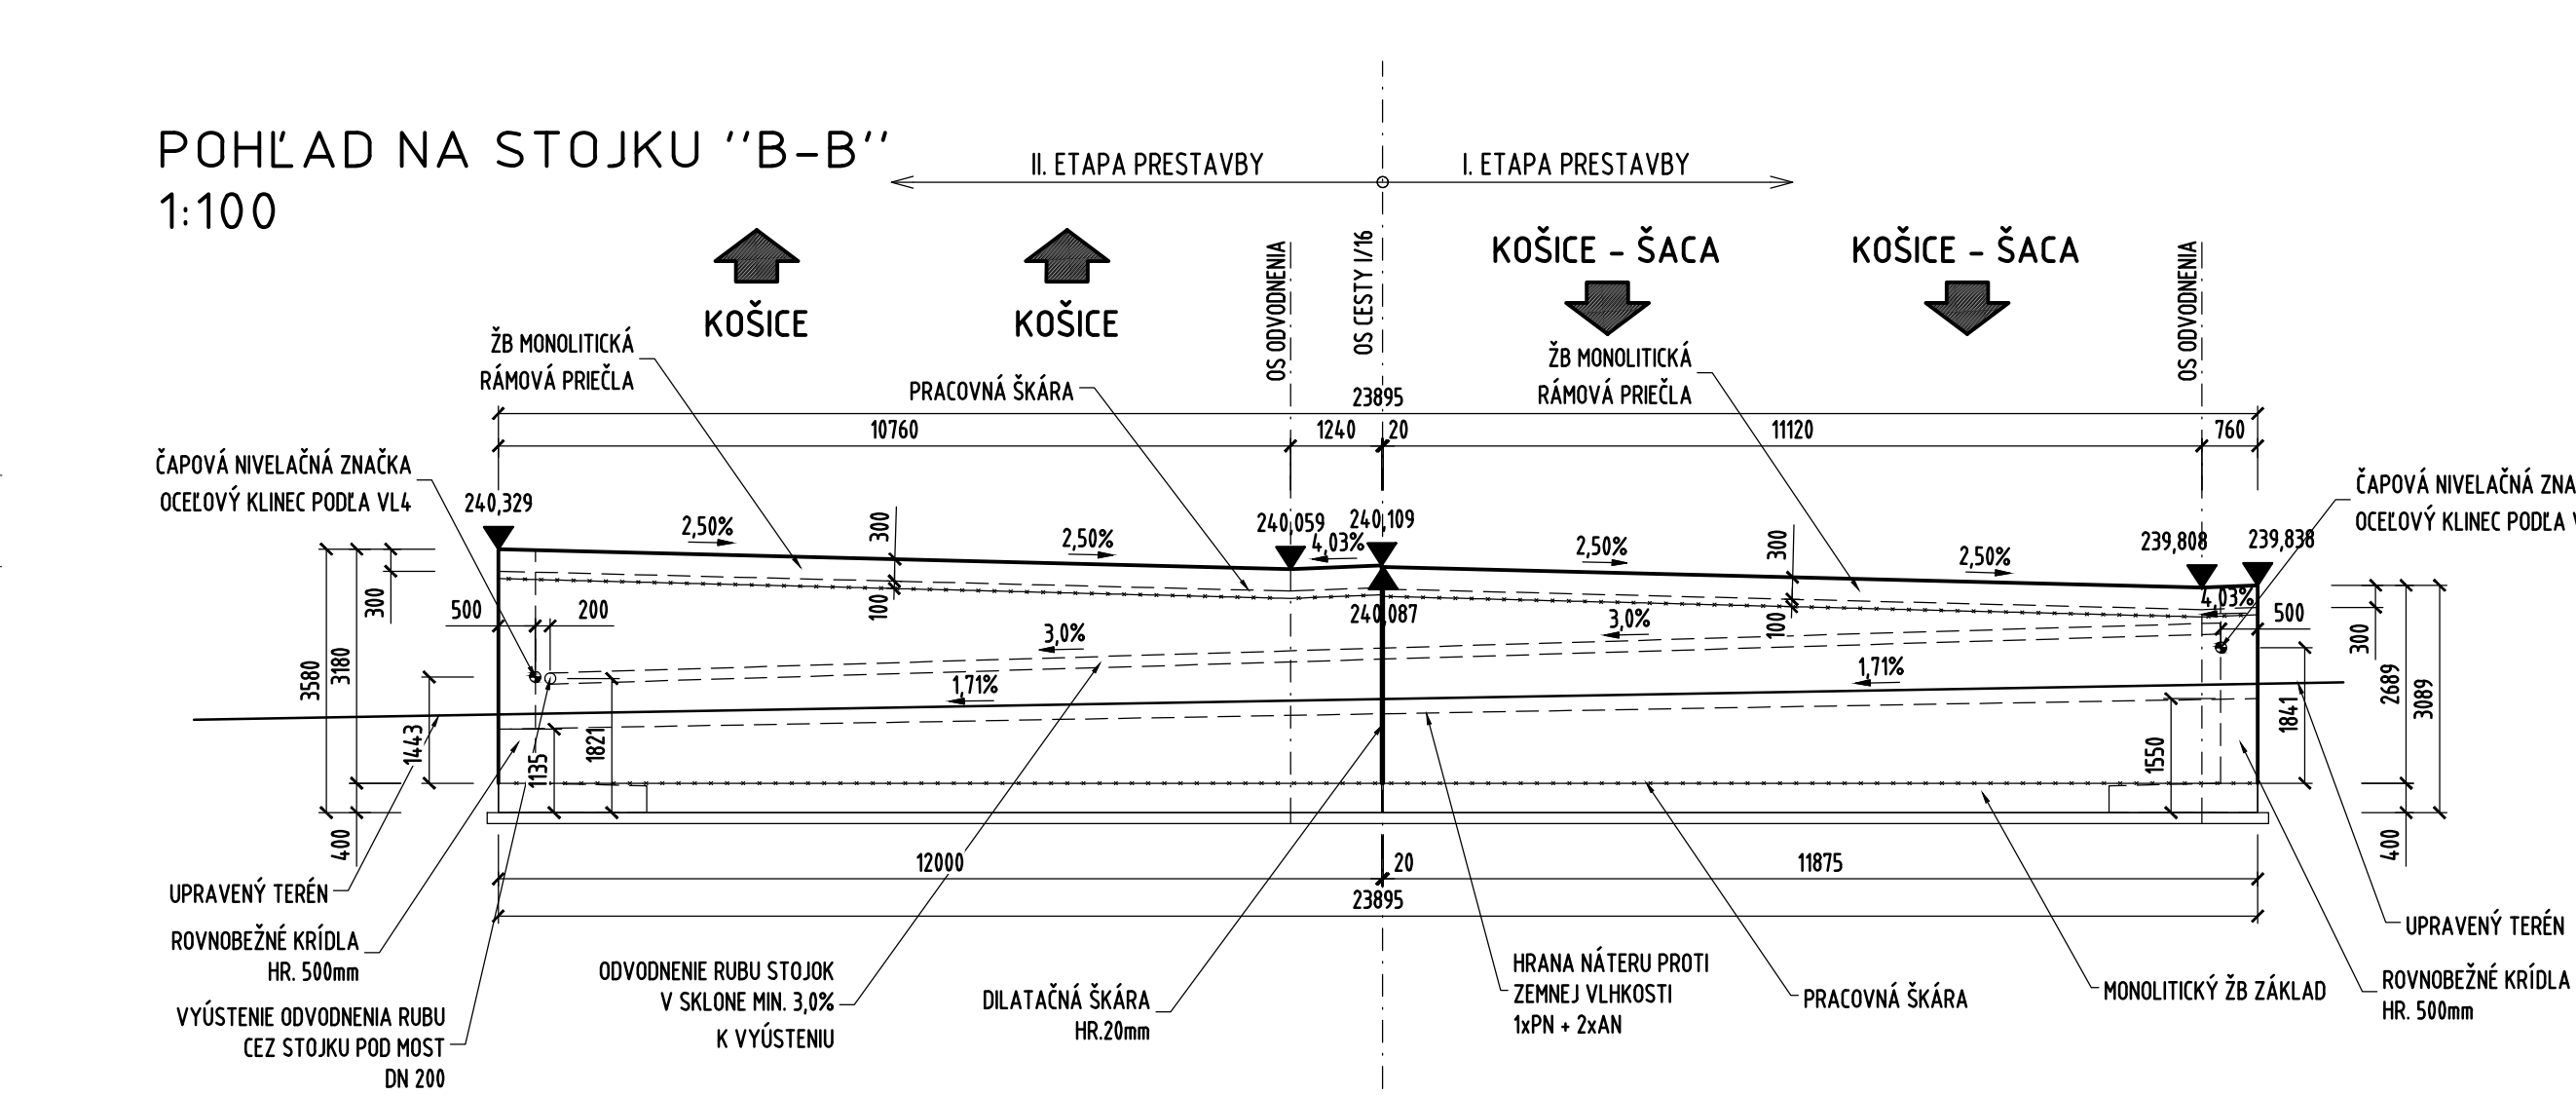 POHĽAD NA STOJKU ''B-B''
1:100
II. ETAPA PRESTAVBY
I. ETAPA PRESTAVBY
KOŠICE
KOŠICE
KOŠICE - ŠACA
KOŠICE - ŠACA
OS ODVODNENIA
OS CESTY I/16
OS ODVODNENIA
ŽB MONOLITICKÁ
RÁMOVÁ PRIEČLA
PRACOVNÁ ŠKÁRA
ŽB MONOLITICKÁ
RÁMOVÁ PRIEČLA
23895
10760
1240
20
11120
760
ČAPOVÁ NIVELAČNÁ ZNAČKA
OCEĽOVÝ KLINEC PODĽA VL4
ČAPOVÁ NIVELAČNÁ ZNA
OCEĽOVÝ KLINEC PODĽA V
240,329
240,059
240,109
239,808
239,838
2,50%
300
2,50%
4,03%
2,50%
300
2,50%
4,03%
100
240,087
100
500
200
300
3580
3180
1443
400
1135
1821
3,0%
3,0%
1,71%
1,71%
500
300
2689
3089
1841
1550
400
12000
20
11875
23895
UPRAVENÝ TERÉN
ROVNOBEŽNÉ KRÍDLA
HR. 500mm
VYÚSTENIE ODVODNENIA RUBU
CEZ STOJKU POD MOST
DN 200
ODVODNENIE RUBU STOJOK
V SKLONE MIN. 3,0%
K VYÚSTENIU
DILATAČNÁ ŠKÁRA
HR.20mm
HRANA NÁTERU PROTI
ZEMNEJ VLHKOSTI
1xPN + 2xAN
PRACOVNÁ ŠKÁRA
MONOLITICKÝ ŽB ZÁKLAD
UPRAVENÝ TERÉN
ROVNOBEŽNÉ KRÍDLA
HR. 500mm